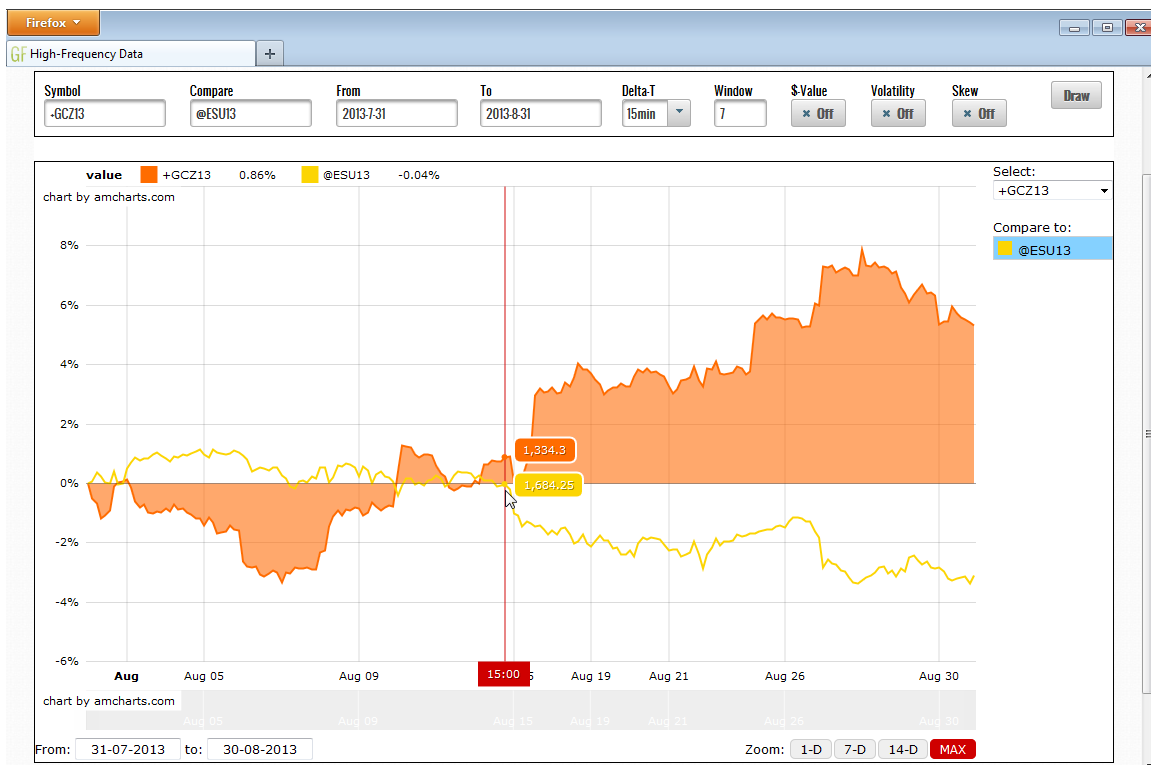 Firefox
GF High-Frequency Data
Symbol Compare From To Delta-T Window $-Value Volatility Skew
+GCZ13 @ESU13 2013-7-31 2013-8-31 15min 7 × Off × Off × Off Draw
value +GCZ13 0.86% @ESU13 -0.04%
Select:
chart by amcharts.com
+GCZ13
Compare to:
@ESU13
8%
6%
4%
2%
1,334.3
0%
1,684.25
-2%
-4%
-6%
Aug Aug 05 Aug 09 15:00 5 Aug 19 Aug 21 Aug 26 Aug 30
chart by amcharts.com
Aug 05 Aug 09 Aug 15 Aug 19 Aug 21 Aug 26 Aug 30
From: 31-07-2013 to: 30-08-2013 Zoom: 1-D 7-D 14-D MAX